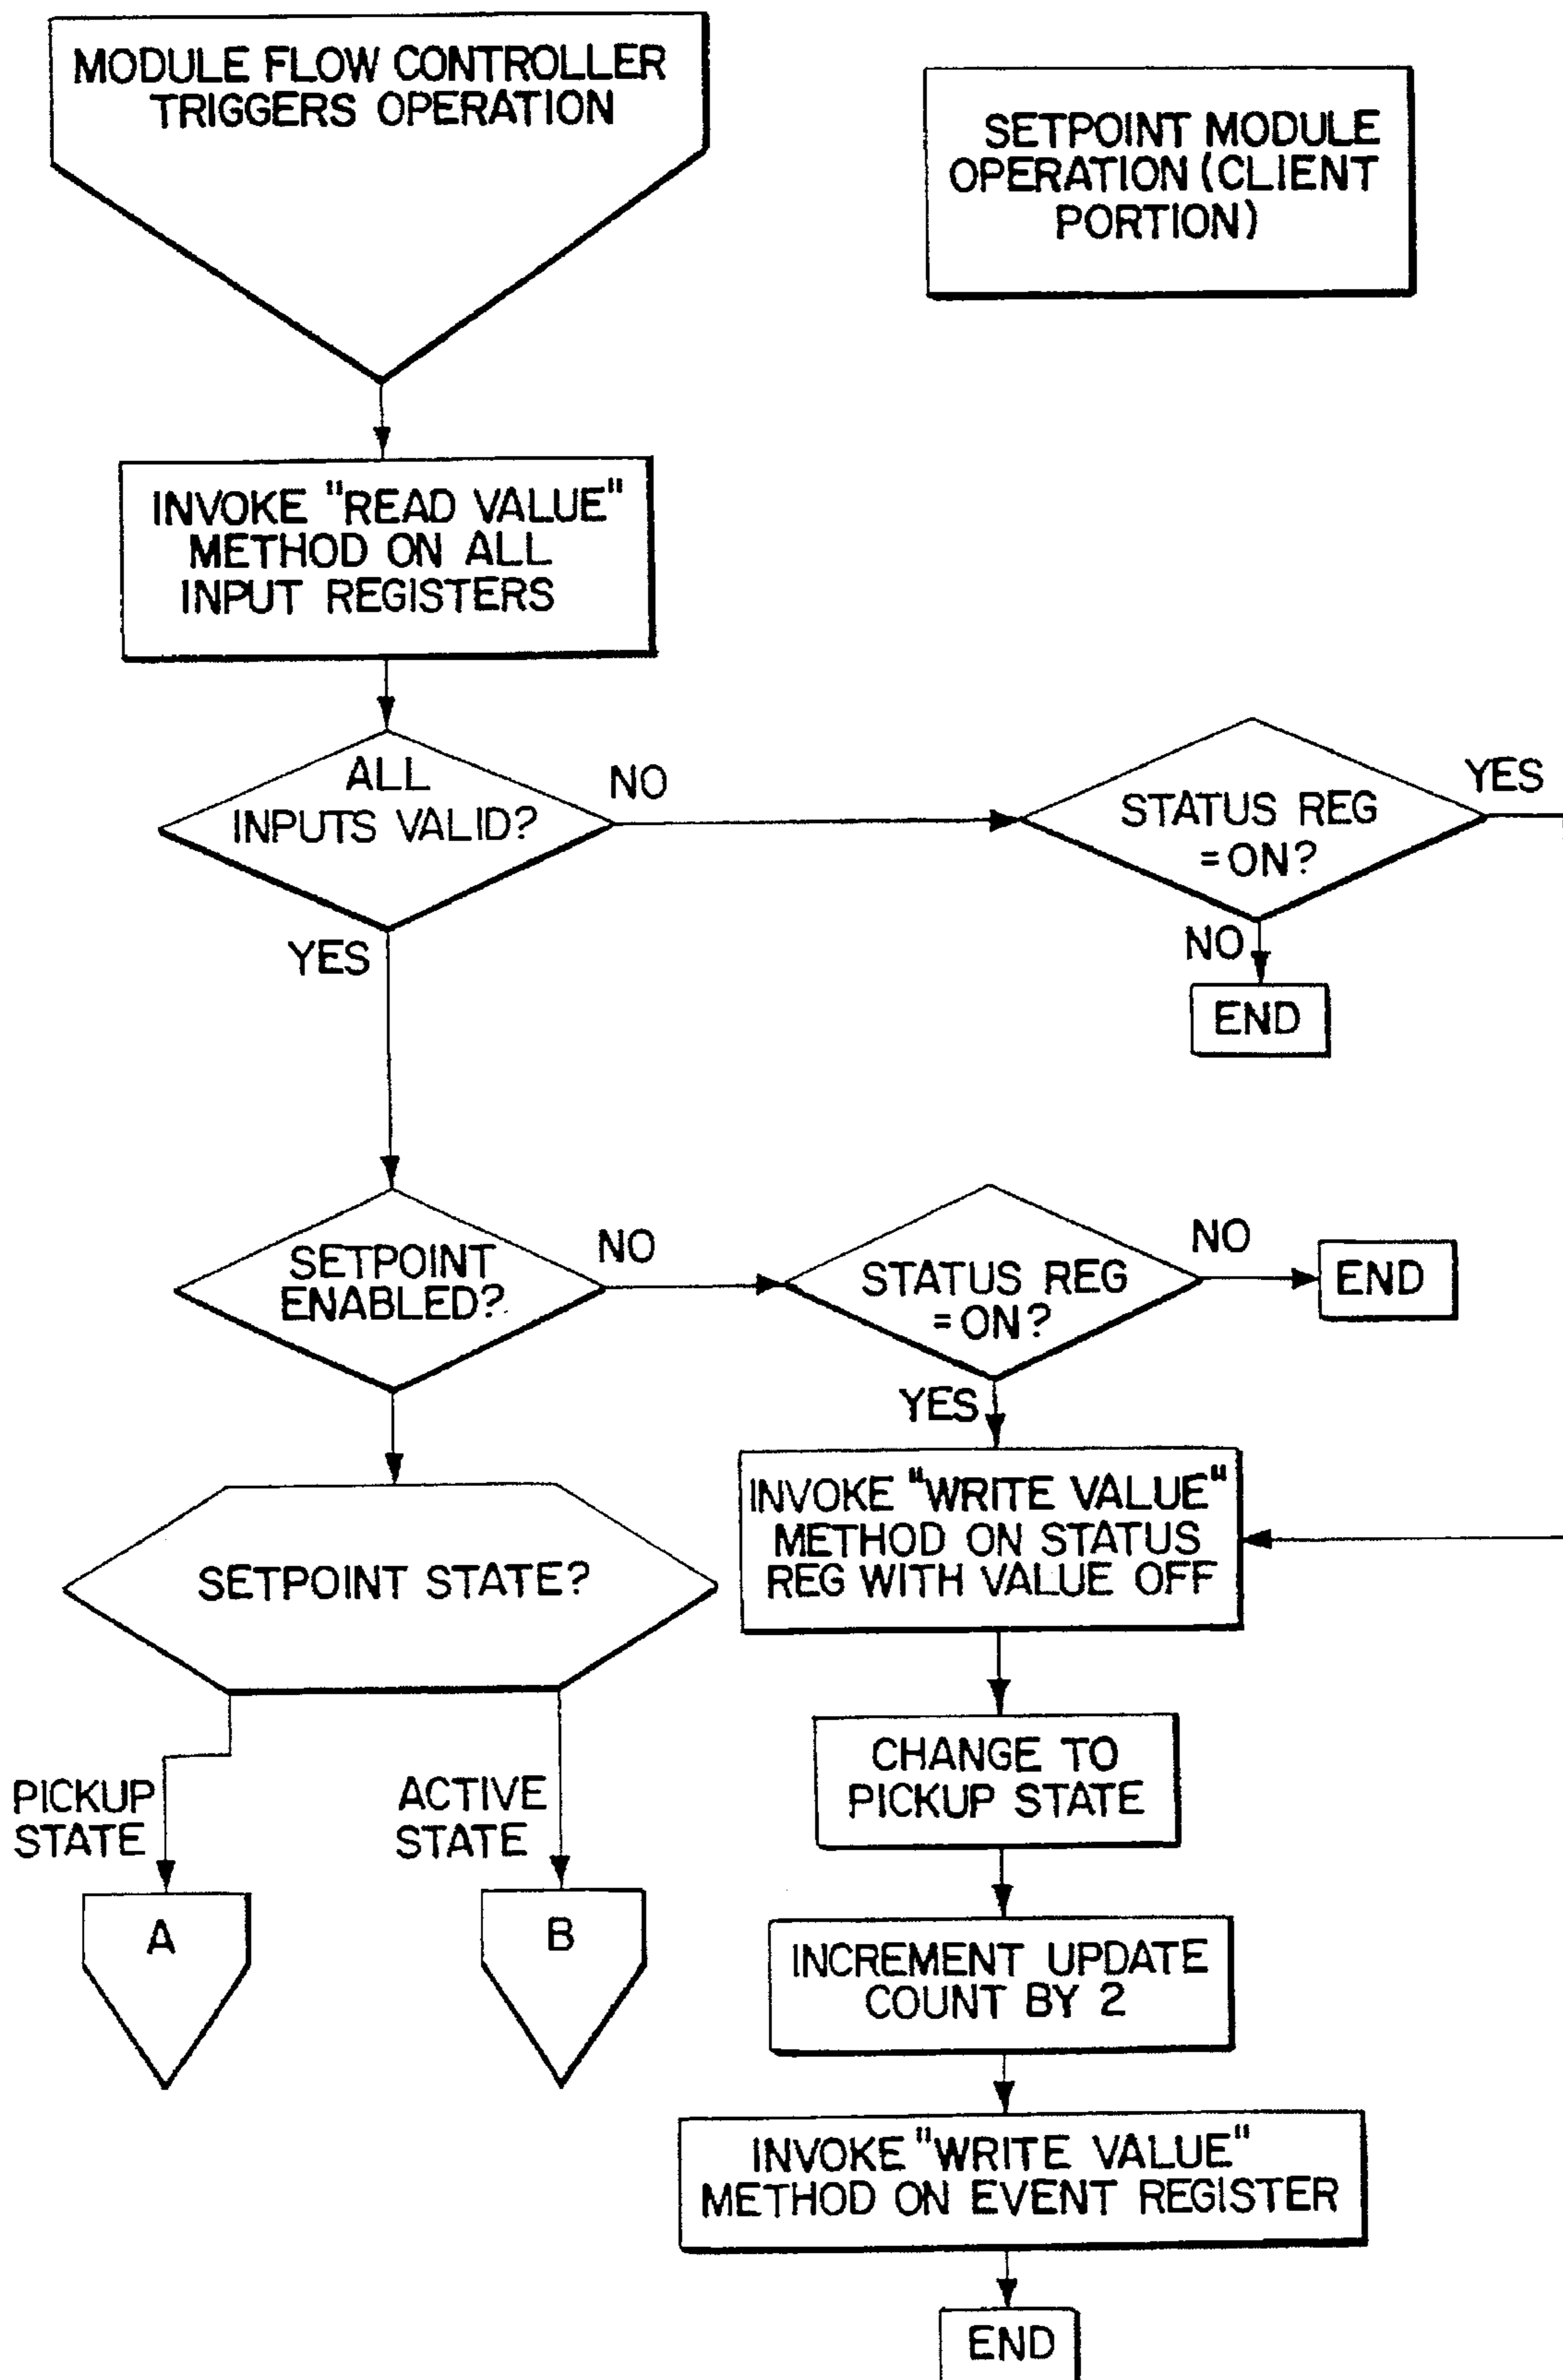 MODULE FLOW CONTROLLER
TRIGGERS OPERATION
SETPOINT MODULE
OPERATION (CLIENT
PORTION)
INVOKE "READ VALUE"
METHOD ON ALL
INPUT REGISTERS
ALL
INPUTS VALID?
NO
YES
STATUS REG
=ON?
YES
NO
END
SETPOINT
ENABLED?
NO
STATUS REG
=ON?
NO
END
YES
INVOKE "WRITE VALUE"
METHOD ON STATUS
REG WITH VALUE OFF
SETPOINT STATE?
PICKUP
STATE
ACTIVE
STATE
A
B
CHANGE TO
PICKUP STATE
INCREMENT UPDATE
COUNT BY 2
INVOKE "WRITE VALUE"
METHOD ON EVENT REGISTER
END